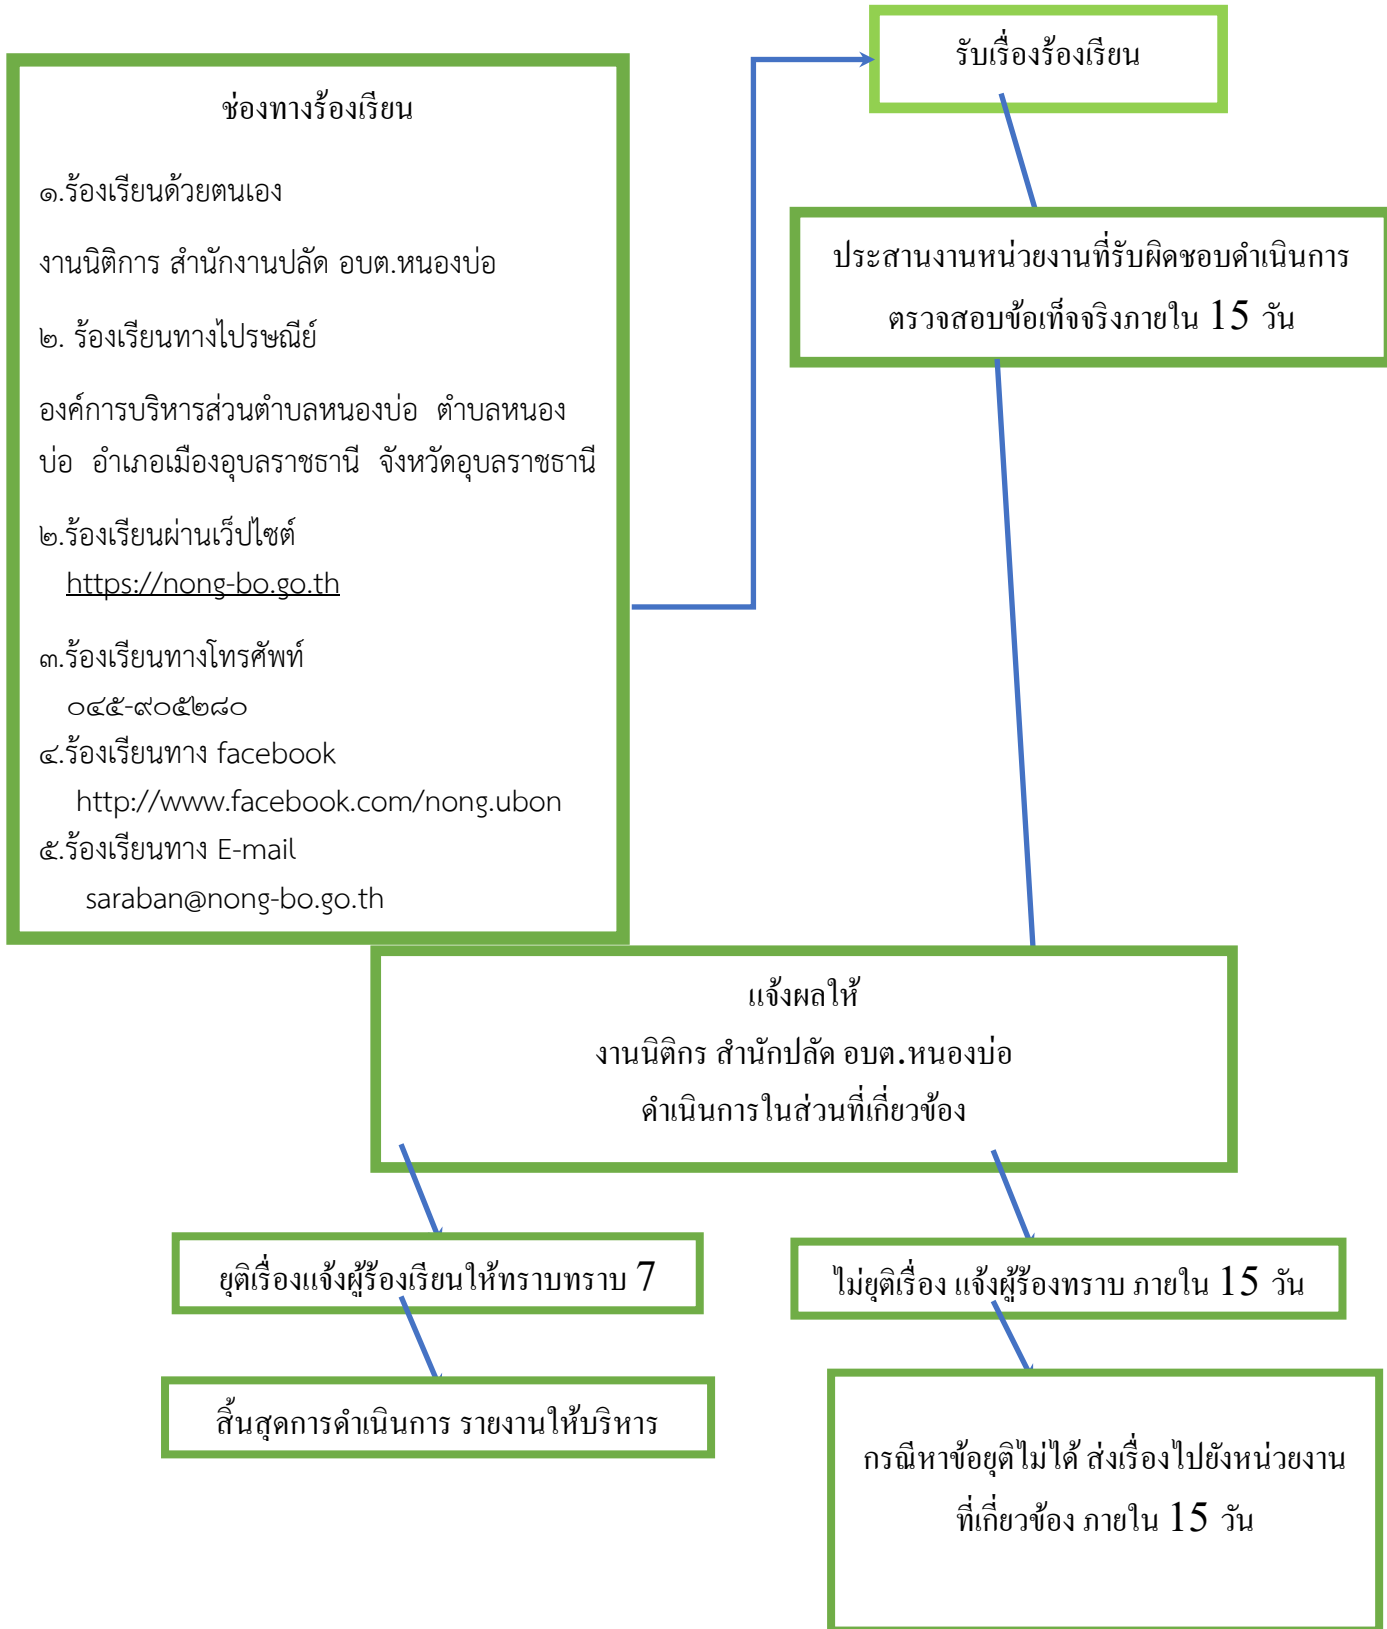 ช่องทางร้องเรียน
๑.ร้องเรียนด้วยตนเอง
งานนิติการ สำนักงานปลัด อบต.หนองบ่อ
๒. ร้องเรียนทางไปรษณีย์
องค์การบริหารส่วนตำบลหนองบ่อ ตำบลหนอง
บ่อ อำเภอเมืองอุบลราชธานี จังหวัดอุบลราชธานี
๒.ร้องเรียนผ่านเว็ปไซต์
https://nong-bo.go.th
๓.ร้องเรียนทางโทรศัพท์
๐๔๕-๙๐๕๒๘๐
๔.ร้องเรียนทาง facebook
http://www.facebook.com/nong.ubon
๕.ร้องเรียนทาง E-mail
saraban@nong-bo.go.th
รับเรื่องร้องเรียน
ประสานงานหน่วยงานที่รับผิดชอบดำเนินการ
ตรวจสอบข้อเท็จจริงภายใน 15 วัน
แจ้งผลให้
งานนิติกร สำนักปลัด อบต.หนองบ่อ
ดำเนินการในส่วนที่เกี่ยวข้อง
ยุติเรื่องแจ้งผู้ร้องเรียนให้ทราบทราบ 7
ไม่ยุติเรื่อง แจ้งผู้ร้องทราบ ภายใน 15 วัน
สิ้นสุดการดำเนินการ รายงานให้บริหาร
กรณีหาข้อยุติไม่ได้ ส่งเรื่องไปยังหน่วยงาน
ที่เกี่ยวข้อง ภายใน 15 วัน